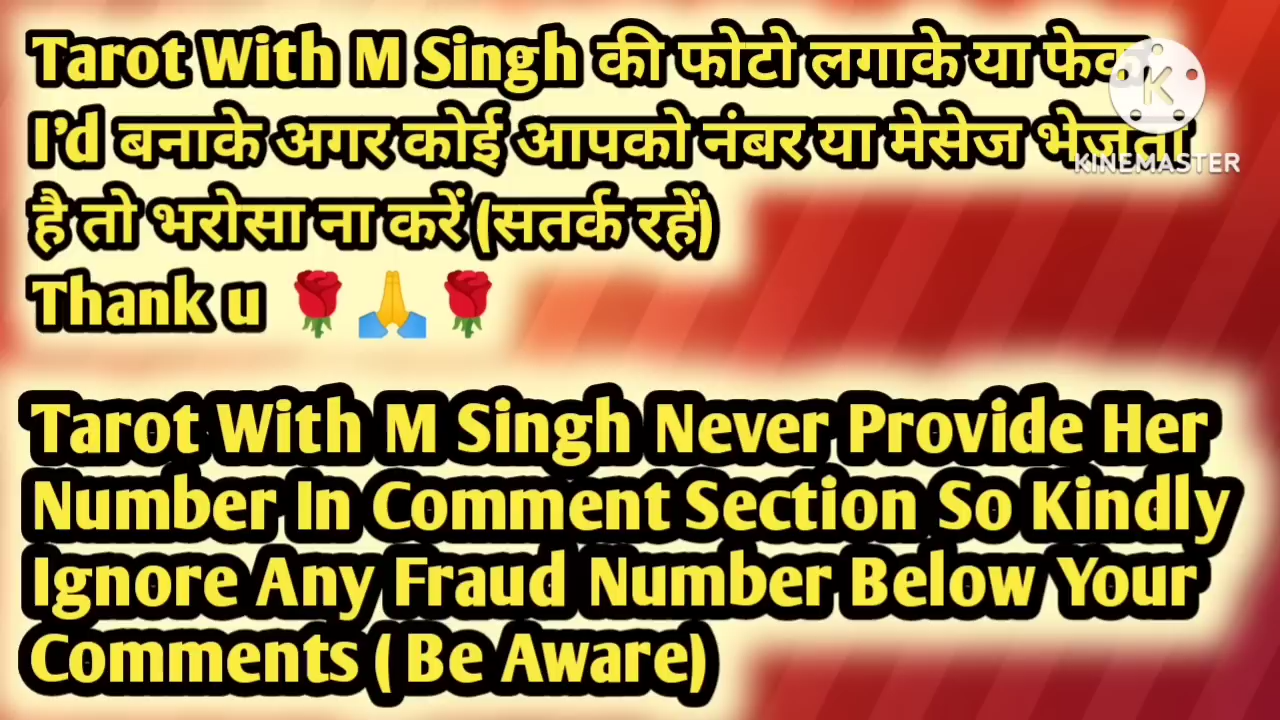 Tarot With M Singh की फोटो लगाके या फेक
I’d बनाके अगर कोई आपको नंबर या मेसेज भेजता
है तो भरोसा ना करें (सतर्क रहें)
Thank u 🌹🙏🌹
Tarot With M Singh Never Provide Her
Number In Comment Section So Kindly
Ignore Any Fraud Number Below Your
Comments ( Be Aware)
K
KINEMASTER